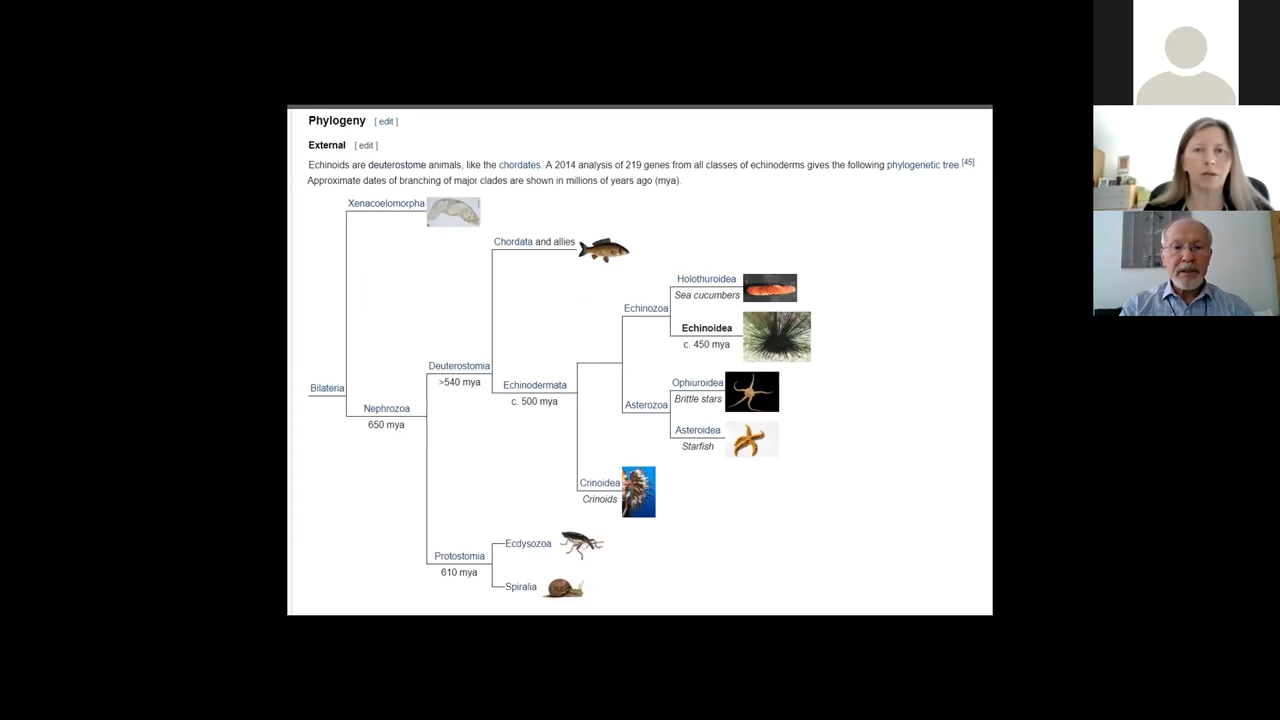 Phylogeny [ edit ]
External [ edit ]
Echinoids are deuterostome animals, like the chordates. A 2014 analysis of 219 genes from all classes of echinoderms gives the following phylogenetic tree.[45]
Approximate dates of branching of major clades are shown in millions of years ago (mya).
Xenacoelomorpha
Chordata and allies
Holothuroidea
Sea cucumbers
Echinozoa
Echinoidea
c. 450 mya
Deuterostomia
>540 mya
Ophiuroidea
Brittle stars
Echinodermata
c. 500 mya
Bilateria
Asterozoa
Nephrozoa
650 mya
Asteroidea
Starfish
Crinoidea
Crinoids
Ecdysozoa
Protostomia
610 mya
Spiralia